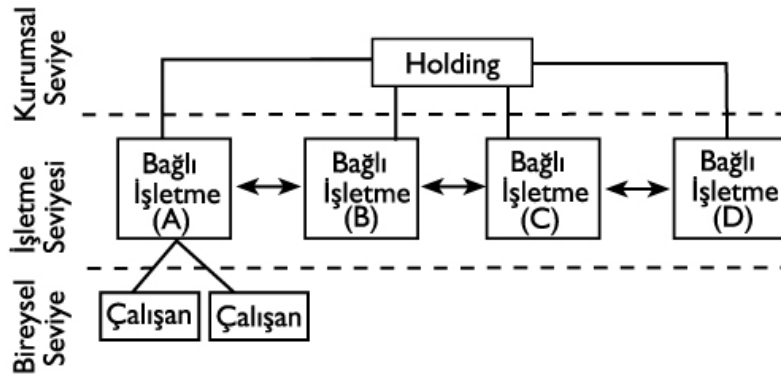 Kurumsal
Seviye
Holding
İşletme
Seviyesi
Bağlı
İşletme
(A)
Bağlı
İşletme
(B)
Bağlı
İşletme
(C)
Bağlı
İşletme
(D)
Bireysel
Seviye
Çalışan
Çalışan